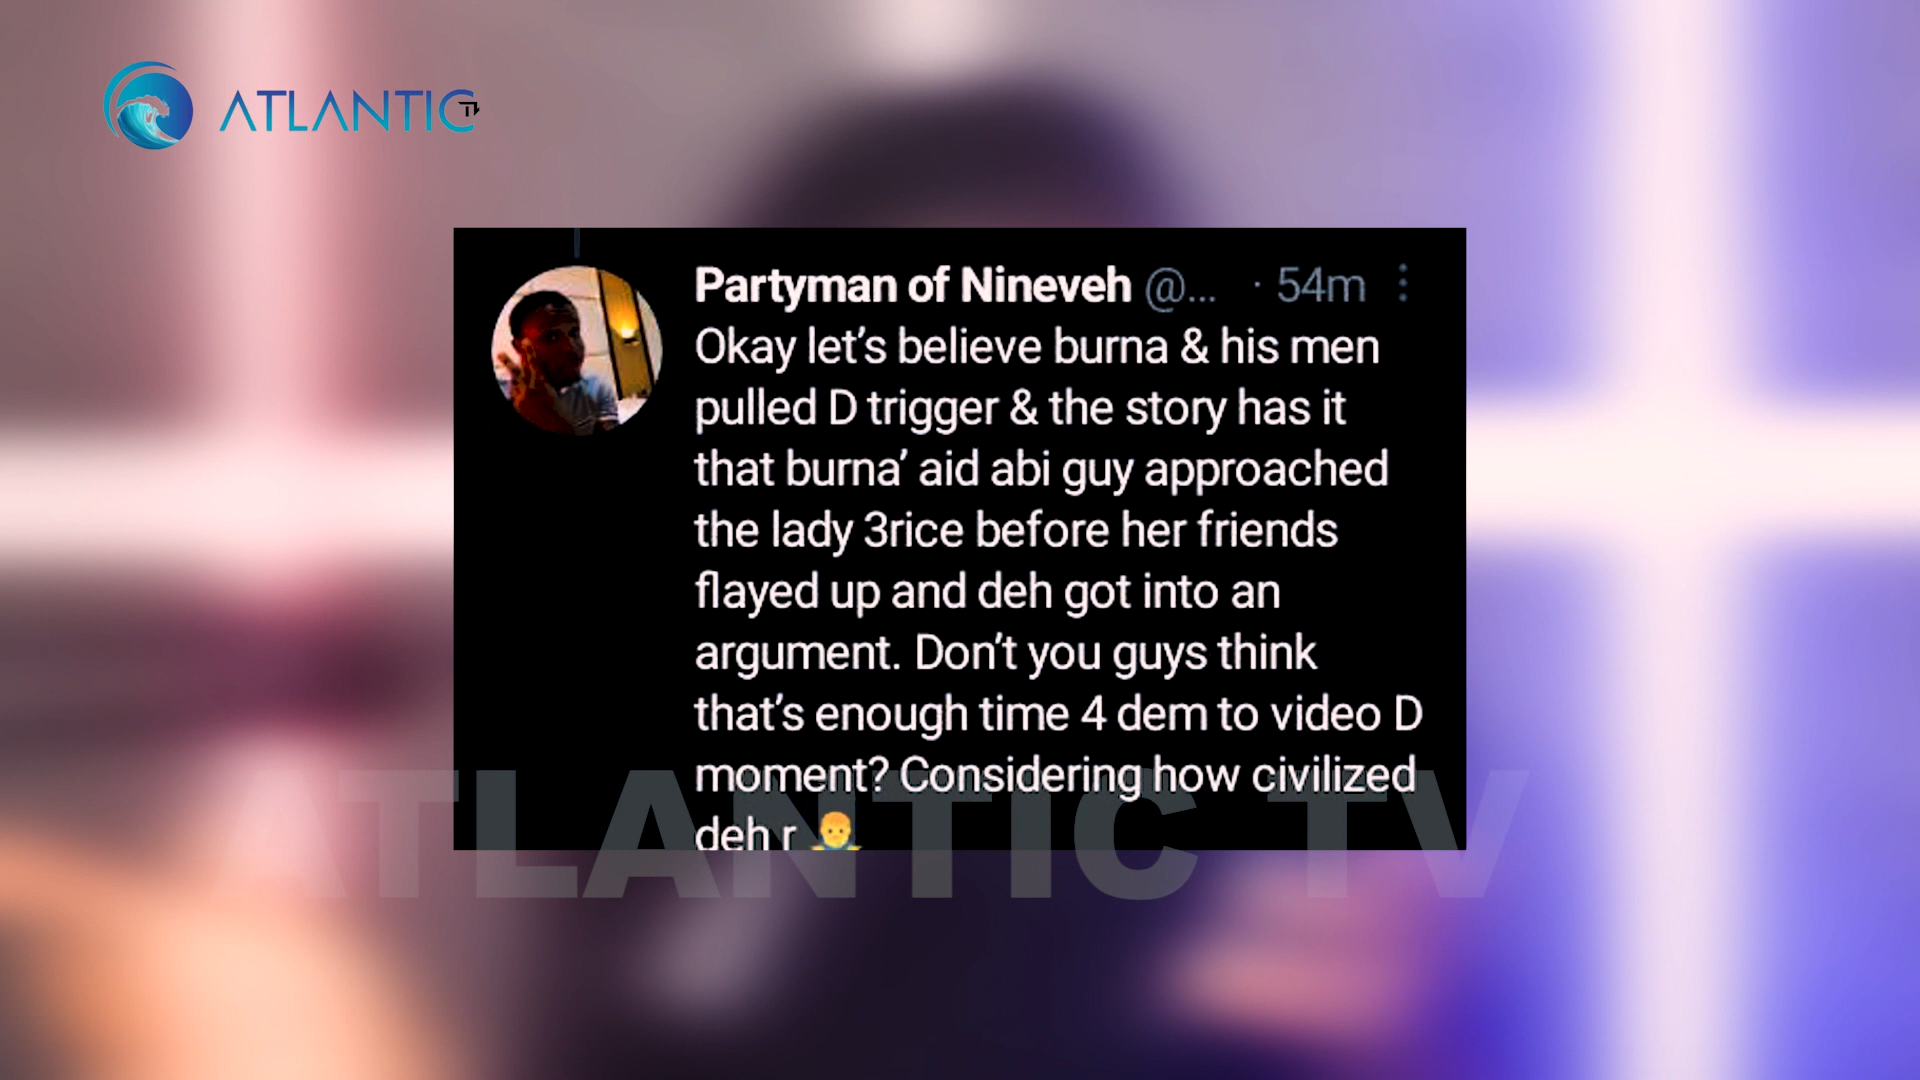 ATLANTIC TV
Partyman of Nineveh @... · 54m
Okay let's believe burna & his men
pulled D trigger & the story has it
that burna' aid abi guy approached
the lady 3rice before her friends
flayed up and deh got into an
argument. Don't you guys think
that's enough time 4 dem to video D
moment? Considering how civilized
deh r
ATLANTIC TV